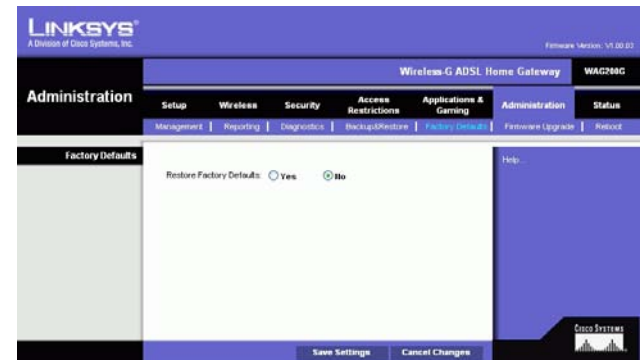 LINKSYS®
A Division of Cisco Systems, Inc.
Firmware Version: V1.00.03
Wireless-G ADSL Home Gateway WAG200G
Administration
Setup Wireless Security Access Restrictions Applications & Gaming Administration Status
Management | Reporting | Diagnostics | Backup&Restore | Factory Defaults | Firmware Upgrade | Reboot
Factory Defaults
Restore Factory Defaults: Yes No
Help...
CISCO SYSTEMS
Save Settings Cancel Changes